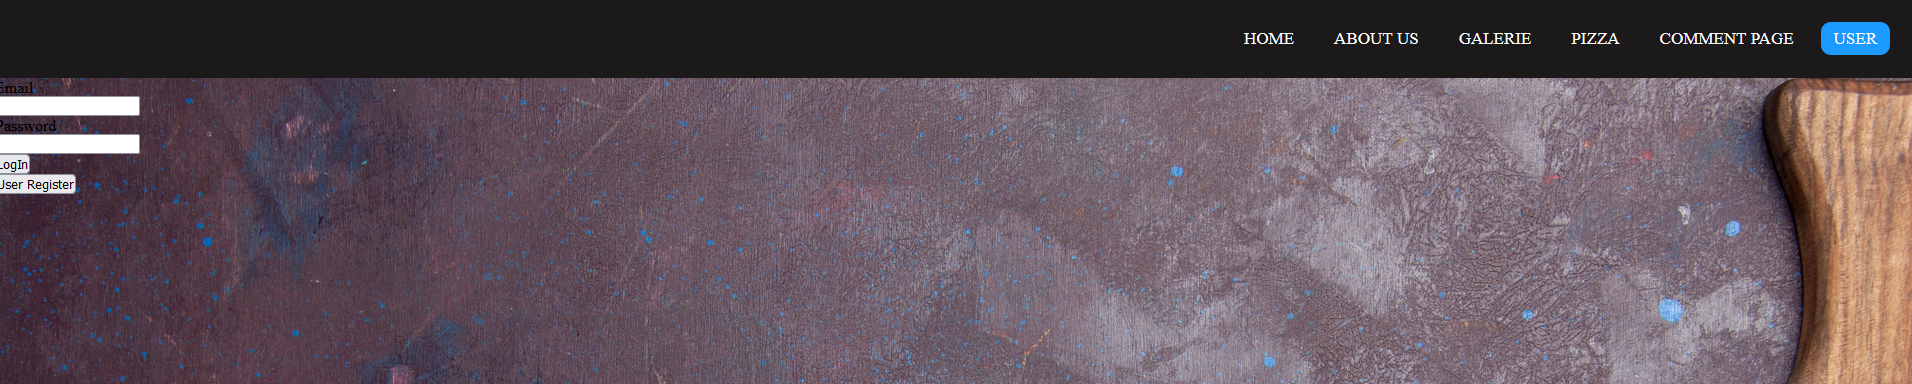 HOME ABOUT US GALERIE PIZZA COMMENT PAGE USER
Email
Password
LogIn
User Register